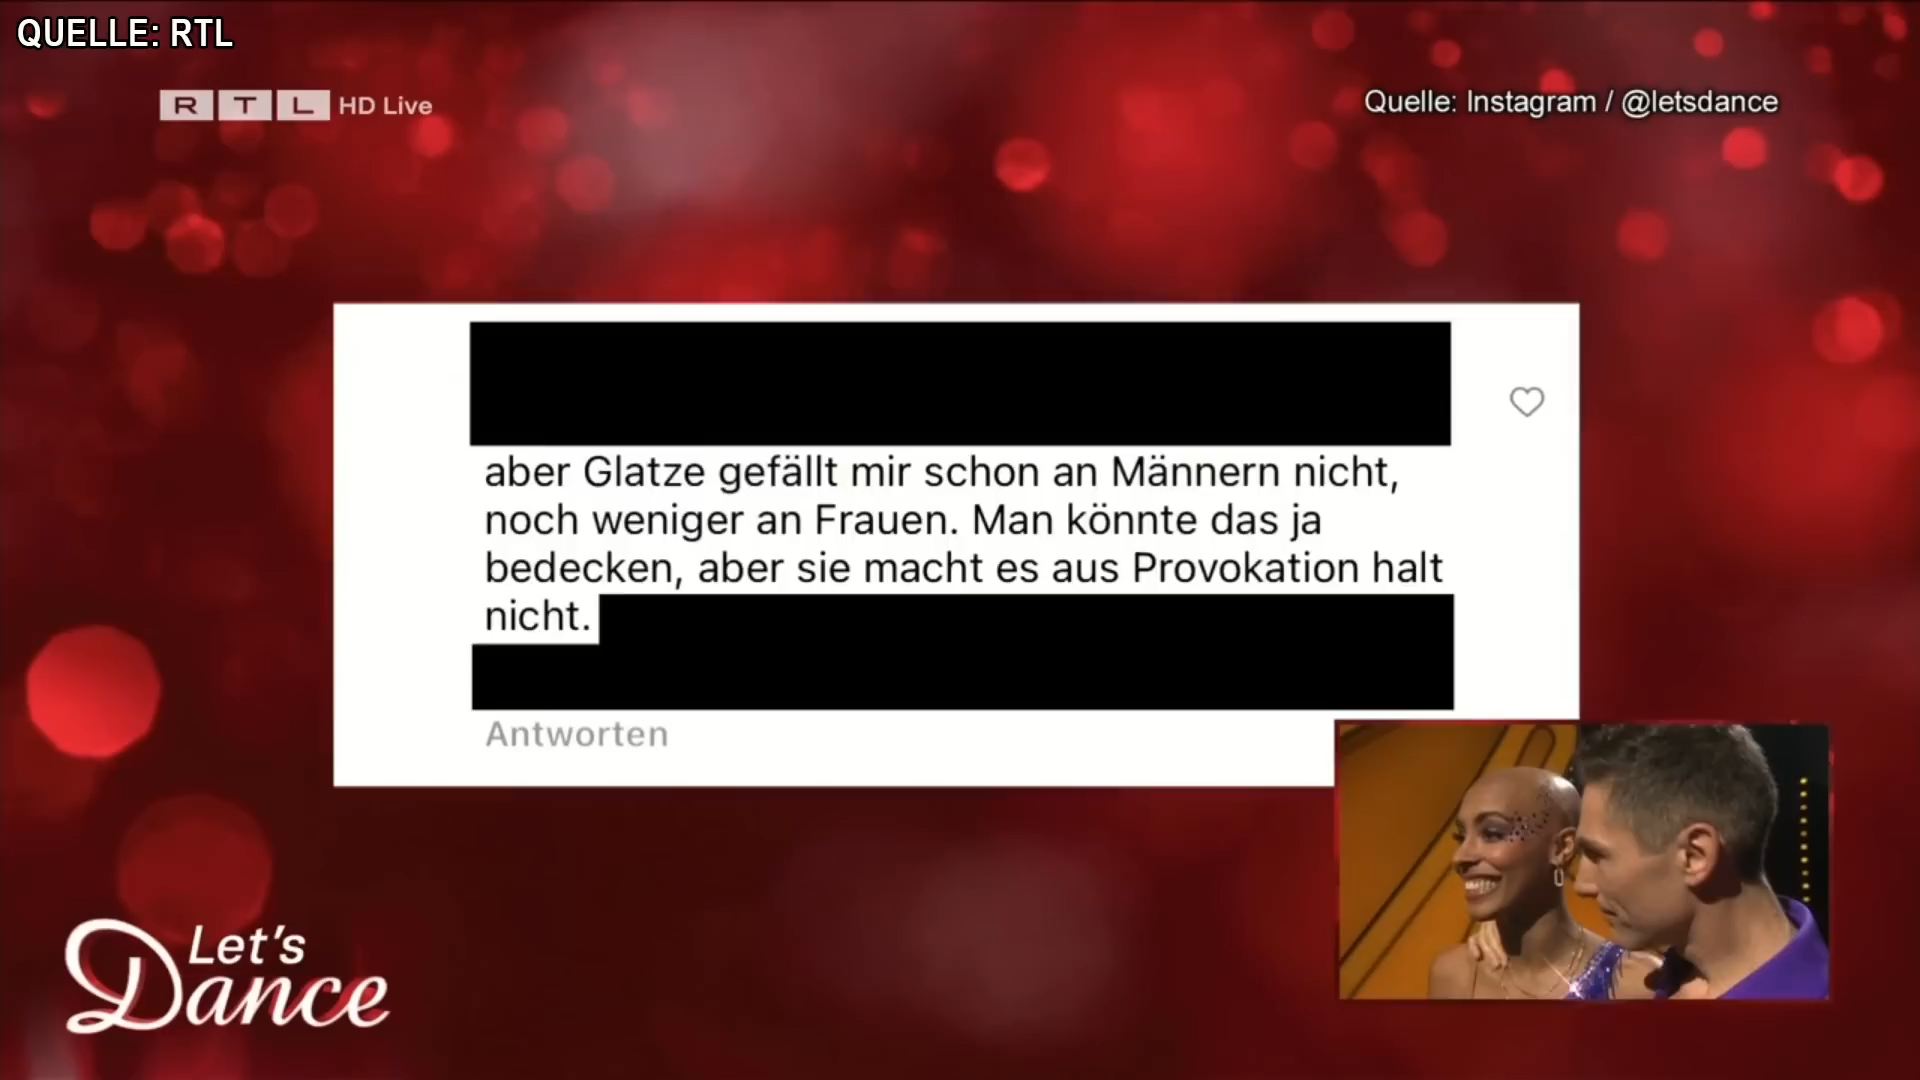 QUELLE: RTL
RTL HD Live
Quelle: Instagram / @letsdance
aber Glatze gefällt mir schon an Männern nicht,
noch weniger an Frauen. Man könnte das ja
bedecken, aber sie macht es aus Provokation halt
nicht.
Antworten
Let's
Dance